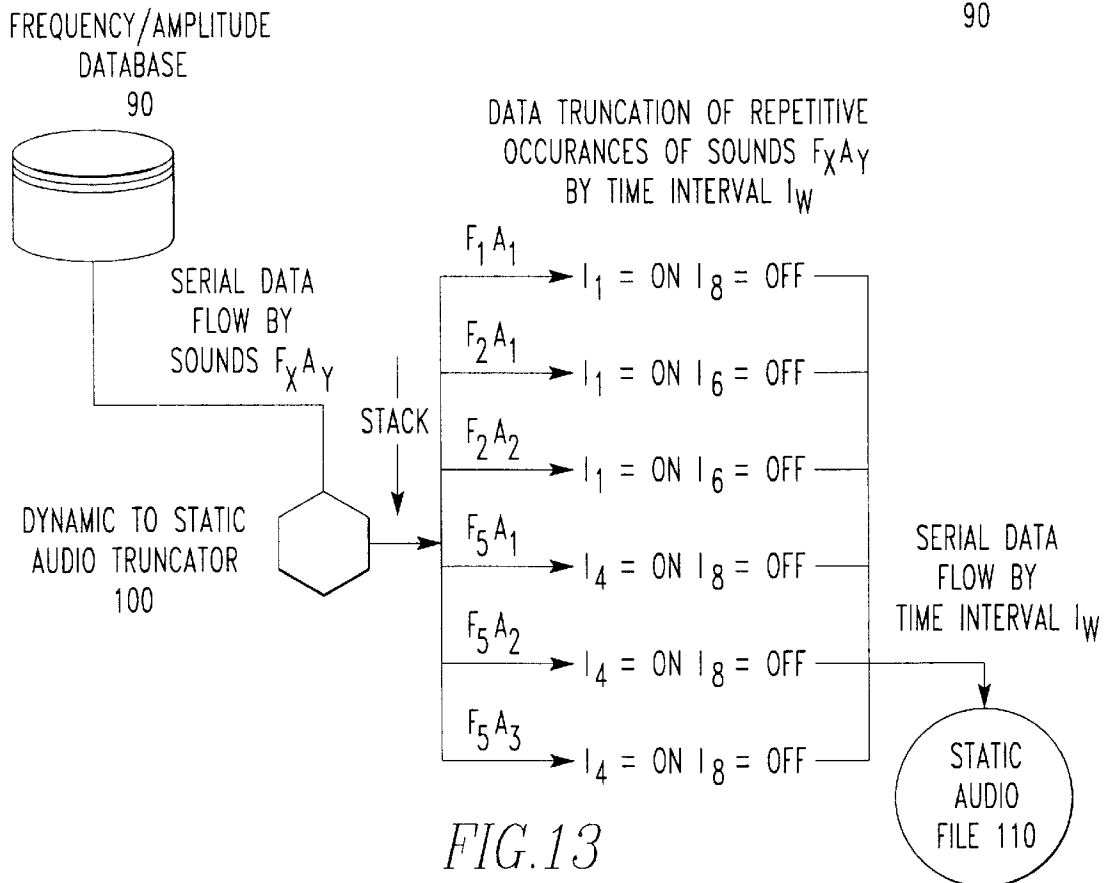 90
FREQUENCY/AMPLITUDE
DATABASE
90
DATA TRUNCATION OF REPETITIVE
OCCURANCES OF SOUNDS FXAY
BY TIME INTERVAL IW
SERIAL DATA
FLOW BY
SOUNDS FXAY
STACK
F1A1
I1 = ON I8 = OFF
F2A1
I1 = ON I6 = OFF
F2A2
I1 = ON I6 = OFF
F5A1
I4 = ON I8 = OFF
F5A2
I4 = ON I8 = OFF
F5A3
I4 = ON I8 = OFF
DYNAMIC TO STATIC
AUDIO TRUNCATOR
100
SERIAL DATA
FLOW BY
TIME INTERVAL IW
STATIC
AUDIO
FILE 110
FIG.13